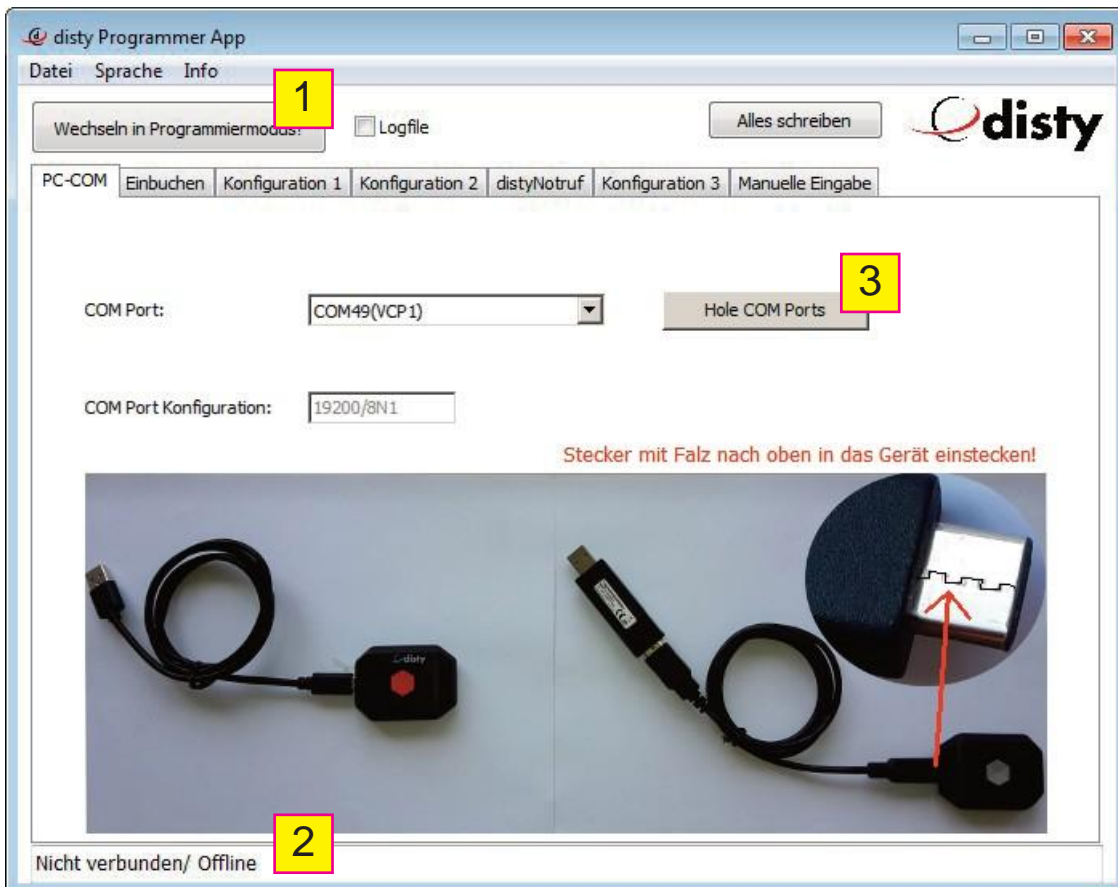 disty Programmer App
Datei Sprache Info
1
Wechseln in Programmiermodus!
Logfile
Alles schreiben
disty
PC-COM Einbuchen Konfiguration 1 Konfiguration 2 distyNotruf Konfiguration 3 Manuelle Eingabe
3
COM Port: COM49(VCP1) Hole COM Ports
COM Port Konfiguration: 19200/8N1
Stecker mit Falz nach oben in das Gerät einstecken!
disty
2
Nicht verbunden/ Offline